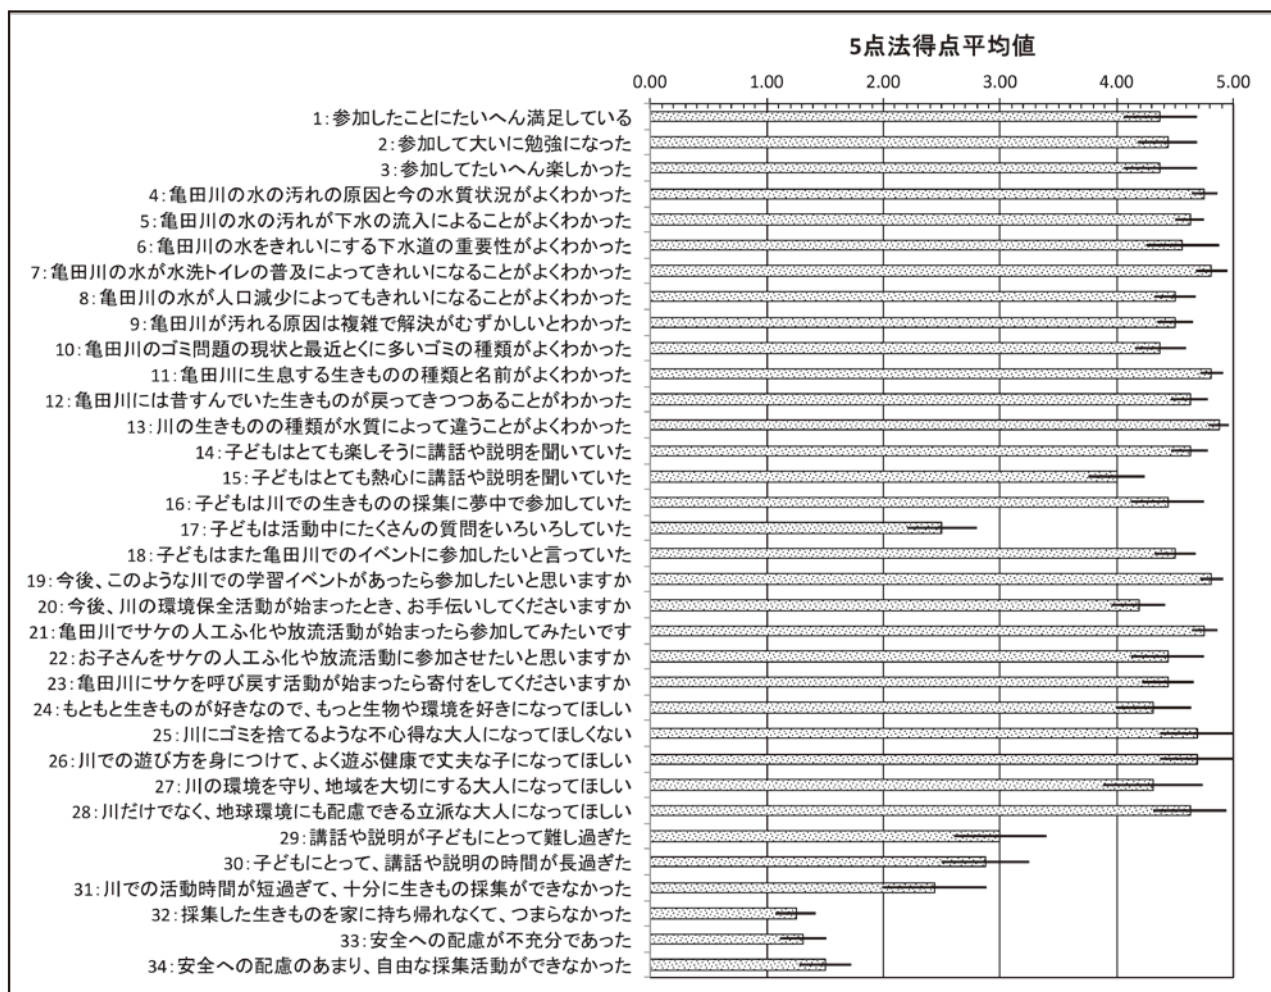 5点法得点平均値
0.00 1.00 2.00 3.00 4.00 5.00
1:参加したことにたいへん満足している
2:参加して大いに勉強になった
3:参加してたいへん楽しかった
4:亀田川の水の汚れの原因と今の水質状況がよくわかった
5:亀田川の水の汚れが下水の流入によることがよくわかった
6:亀田川の水をきれいにする下水道の重要性がよくわかった
7:亀田川の水が水洗トイレの普及によってきれいになることがよくわかった
8:亀田川の水が人口減少によってもきれいになることがよくわかった
9:亀田川が汚れる原因は複雑で解決がむずかしいとわかった
10:亀田川のゴミ問題の現状と最近とくに多いゴミの種類がよくわかった
11:亀田川に生息する生きものの種類と名前がよくわかった
12:亀田川には昔すんでいた生きものが戻ってきつつあることがわかった
13:川の生きものの種類が水質によって違うことがよくわかった
14:子どもはとても楽しそうに講話や説明を聞いていた
15:子どもはとても熱心に講話や説明を聞いていた
16:子どもは川での生きものの採集に夢中で参加していた
17:子どもは活動中にたくさんの質問をいろいろしていた
18:子どもはまた亀田川でのイベントに参加したいと言っていた
19:今後、このような川での学習イベントがあったら参加したいと思いますか
20:今後、川の環境保全活動が始まったとき、お手伝いしてくださいますか
21:亀田川でサケの人工ふ化や放流活動が始まったら参加してみたいです
22:お子さんをサケの人工ふ化や放流活動に参加させたいと思いますか
23:亀田川にサケを呼び戻す活動が始まったら寄付をしてくださいますか
24:もともと生きものが好きなので、もっと生物や環境を好きになってほしい
25:川にゴミを捨てるような不心得な大人になってほしくない
26:川での遊び方を身につけて、よく遊ぶ健康で丈夫な子になってほしい
27:川の環境を守り、地域を大切にする大人になってほしい
28:川だけでなく、地球環境にも配慮できる立派な大人になってほしい
29:講話や説明が子どもにとって難し過ぎた
30:子どもにとって、講話や説明の時間が長過ぎた
31:川での活動時間が短過ぎて、十分に生きもの採集ができなかった
32:採集した生きものを家に持ち帰れなくて、つまらなかった
33:安全への配慮が不充分であった
34:安全への配慮のあまり、自由な採集活動ができなかった